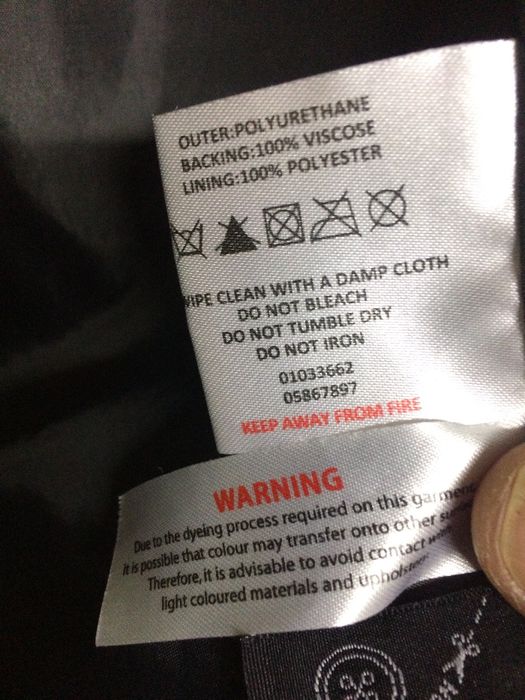 OUTER:POLYURETHANE
BACKING:100% VISCOSE
LINING:100% POLYESTER
WIPE CLEAN WITH A DAMP CLOTH
DO NOT BLEACH
DO NOT TUMBLE DRY
DO NOT IRON
01033662
05867897
KEEP AWAY FROM FIRE
WARNING
Due to the dyeing process required on this garment
it is possible that colour may transfer onto other
Therefore, it is advisable to avoid contact
light coloured materials and upholstery